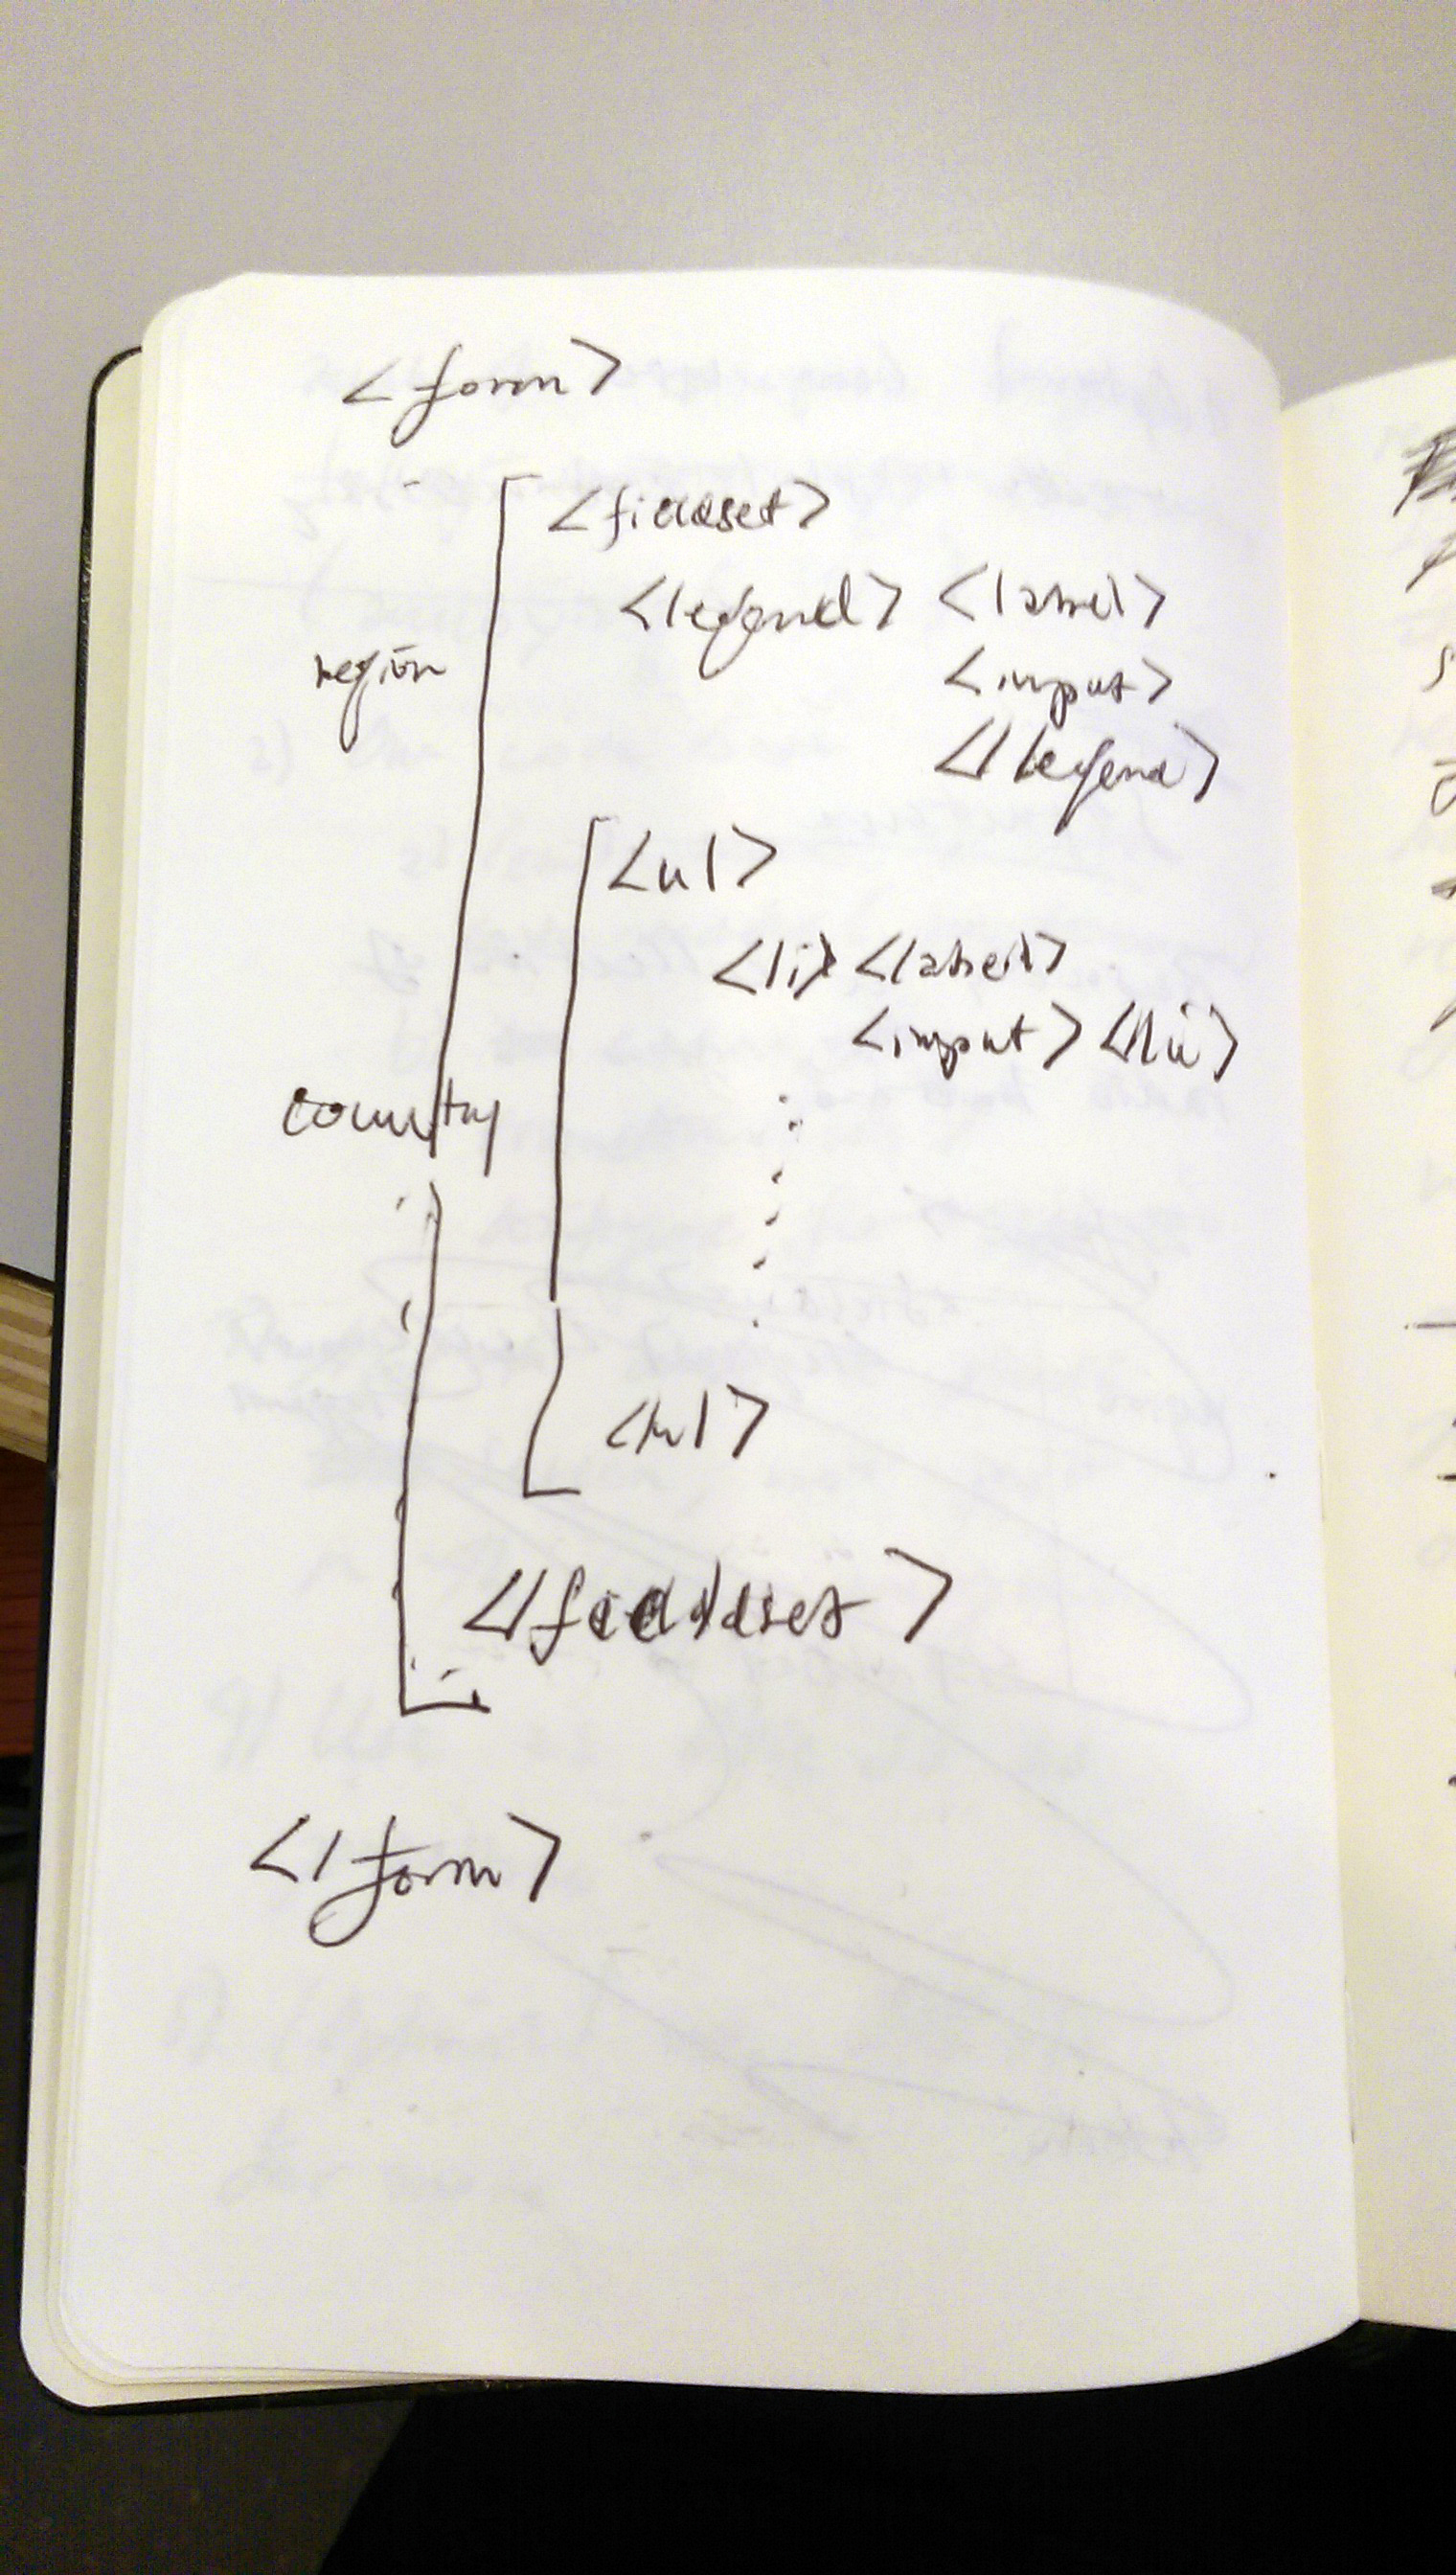 <form>
<fieldset>
<legend> <label>
region
<input>
</legend>
<ul>
<li> <label>
<input> </li>
country
</ul>
</fieldset>
</form>